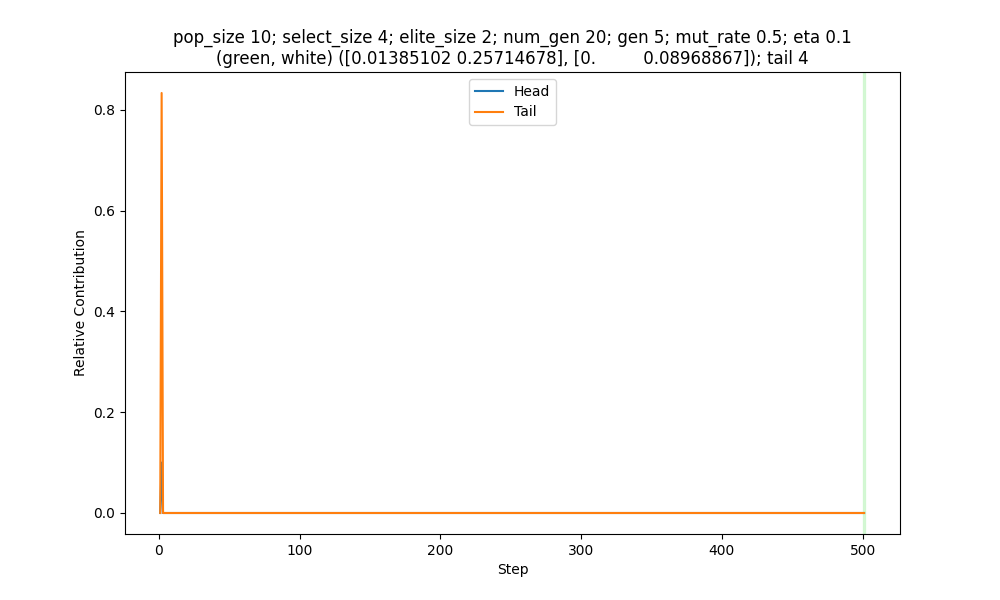 pop_size 10; select_size 4; elite_size 2; num_gen 20; gen 5; mut_rate 0.5; eta 0.1
(green, white) ([0.01385102 0.25714678], [0.         0.08968867]); tail 4
Head
Tail
0.8
0.6
0.4
0.2
0.0
Relative Contribution
0
100
200
300
400
500
Step